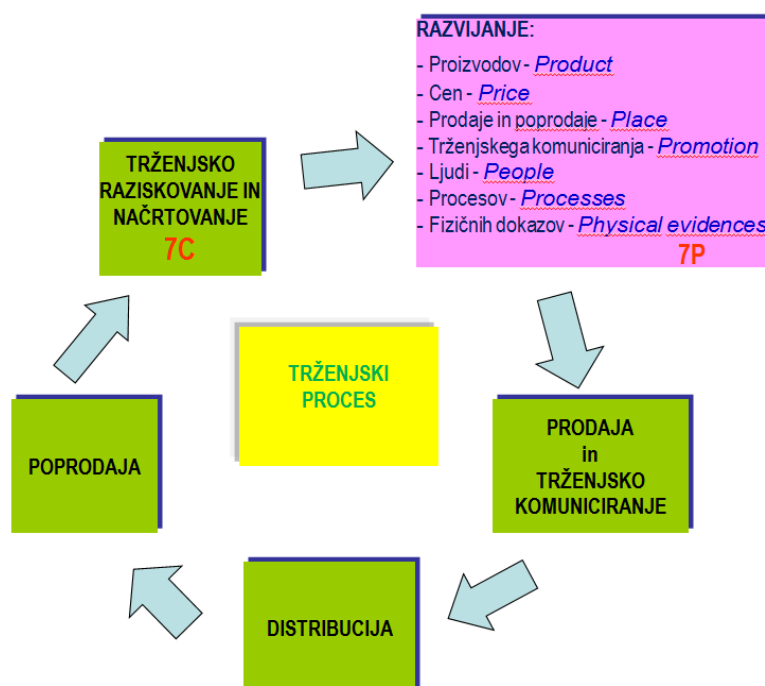 RAZVIJANJE:
- Proizvodov - Product
- Cen - Price
- Prodaje in poprodaje - Place
- Trženjskega komuniciranja - Promotion
- Ljudi - People
- Procesov - Processes
- Fizičnih dokazov - Physical evidences
7P
TRŽENJSKO
RAZISKOVANJE IN
NAČRTOVANJE
7C
TRŽENJSKI
PROCES
POPRODAJA
PRODAJA
in
TRŽENJSKO
KOMUNICIRANJE
DISTRIBUCIJA